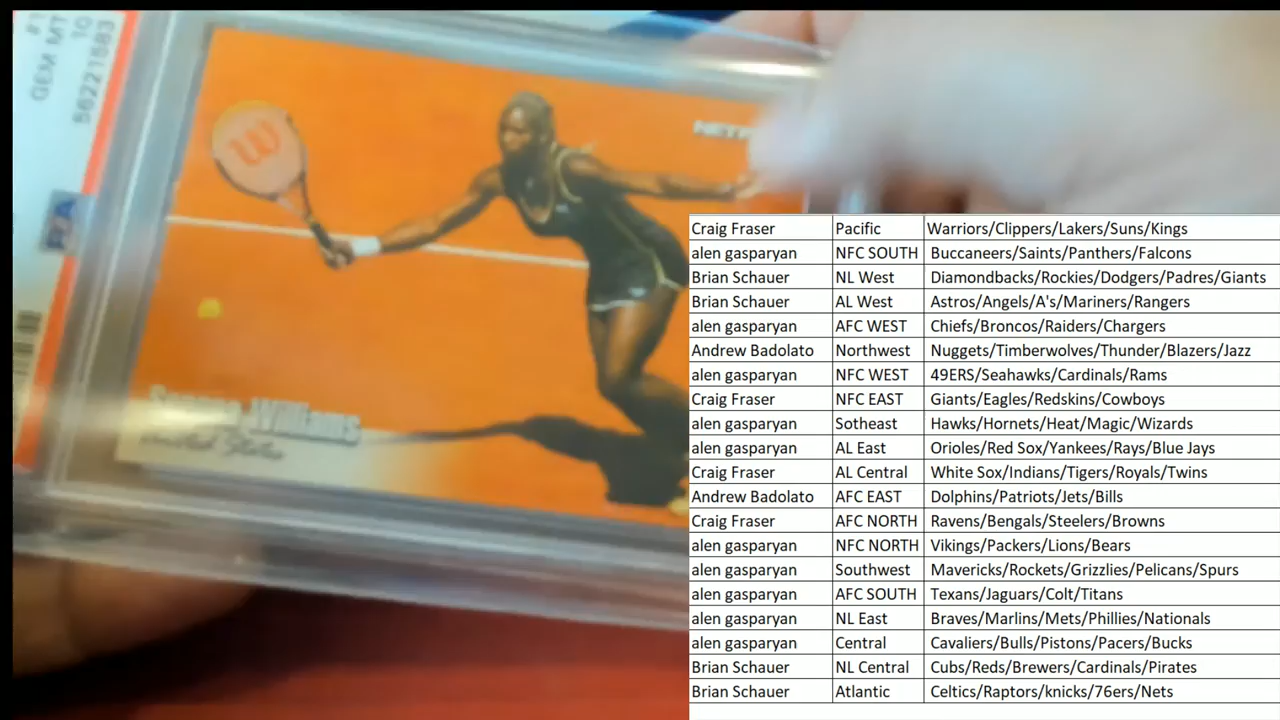 #1
GEM MT
10
56221583
PSA
W
NETP
Serena Williams
United States
Craig Fraser Pacific Warriors/Clippers/Lakers/Suns/Kings
alen gasparyan NFC SOUTH Buccaneers/Saints/Panthers/Falcons
Brian Schauer NL West Diamondbacks/Rockies/Dodgers/Padres/Giants
Brian Schauer AL West Astros/Angels/A's/Mariners/Rangers
alen gasparyan AFC WEST Chiefs/Broncos/Raiders/Chargers
Andrew Badolato Northwest Nuggets/Timberwolves/Thunder/Blazers/Jazz
alen gasparyan NFC WEST 49ERS/Seahawks/Cardinals/Rams
Craig Fraser NFC EAST Giants/Eagles/Redskins/Cowboys
alen gasparyan Sotheast Hawks/Hornets/Heat/Magic/Wizards
alen gasparyan AL East Orioles/Red Sox/Yankees/Rays/Blue Jays
Craig Fraser AL Central White Sox/Indians/Tigers/Royals/Twins
Andrew Badolato AFC EAST Dolphins/Patriots/Jets/Bills
Craig Fraser AFC NORTH Ravens/Bengals/Steelers/Browns
alen gasparyan NFC NORTH Vikings/Packers/Lions/Bears
alen gasparyan Southwest Mavericks/Rockets/Grizzlies/Pelicans/Spurs
alen gasparyan AFC SOUTH Texans/Jaguars/Colt/Titans
alen gasparyan NL East Braves/Marlins/Mets/Phillies/Nationals
alen gasparyan Central Cavaliers/Bulls/Pistons/Pacers/Bucks
Brian Schauer NL Central Cubs/Reds/Brewers/Cardinals/Pirates
Brian Schauer Atlantic Celtics/Raptors/knicks/76ers/Nets